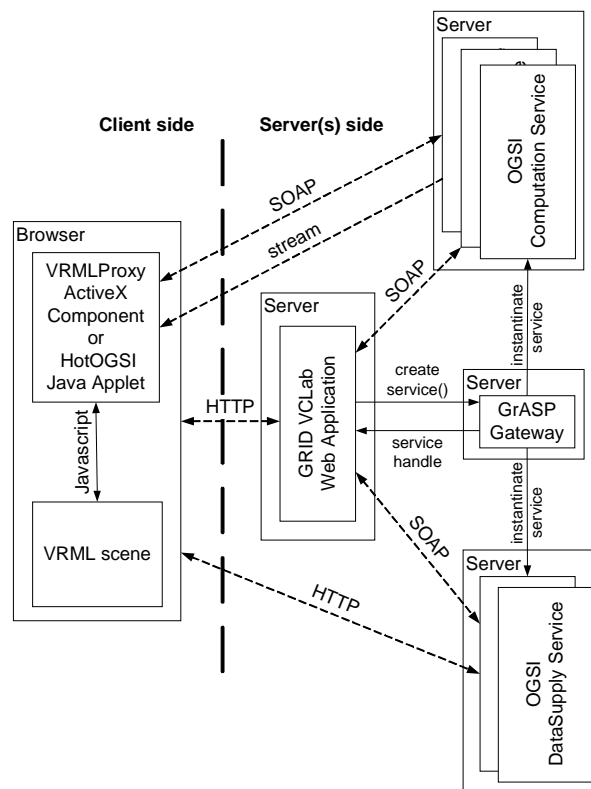 Server
Client side
Server(s) side
OGSI
Computation Service
SOAP
stream
Browser
VRMLProxy
ActiveX
Component
or
HotOGSI
Java Applet
Javascript
VRML scene
HTTP
Server
GRID VCLab
Web Application
SOAP
create
service()
service
handle
instantinate
service
Server
GrASP
Gateway
instantinate
service
SOAP
HTTP
Server
OGSI
DataSupply Service